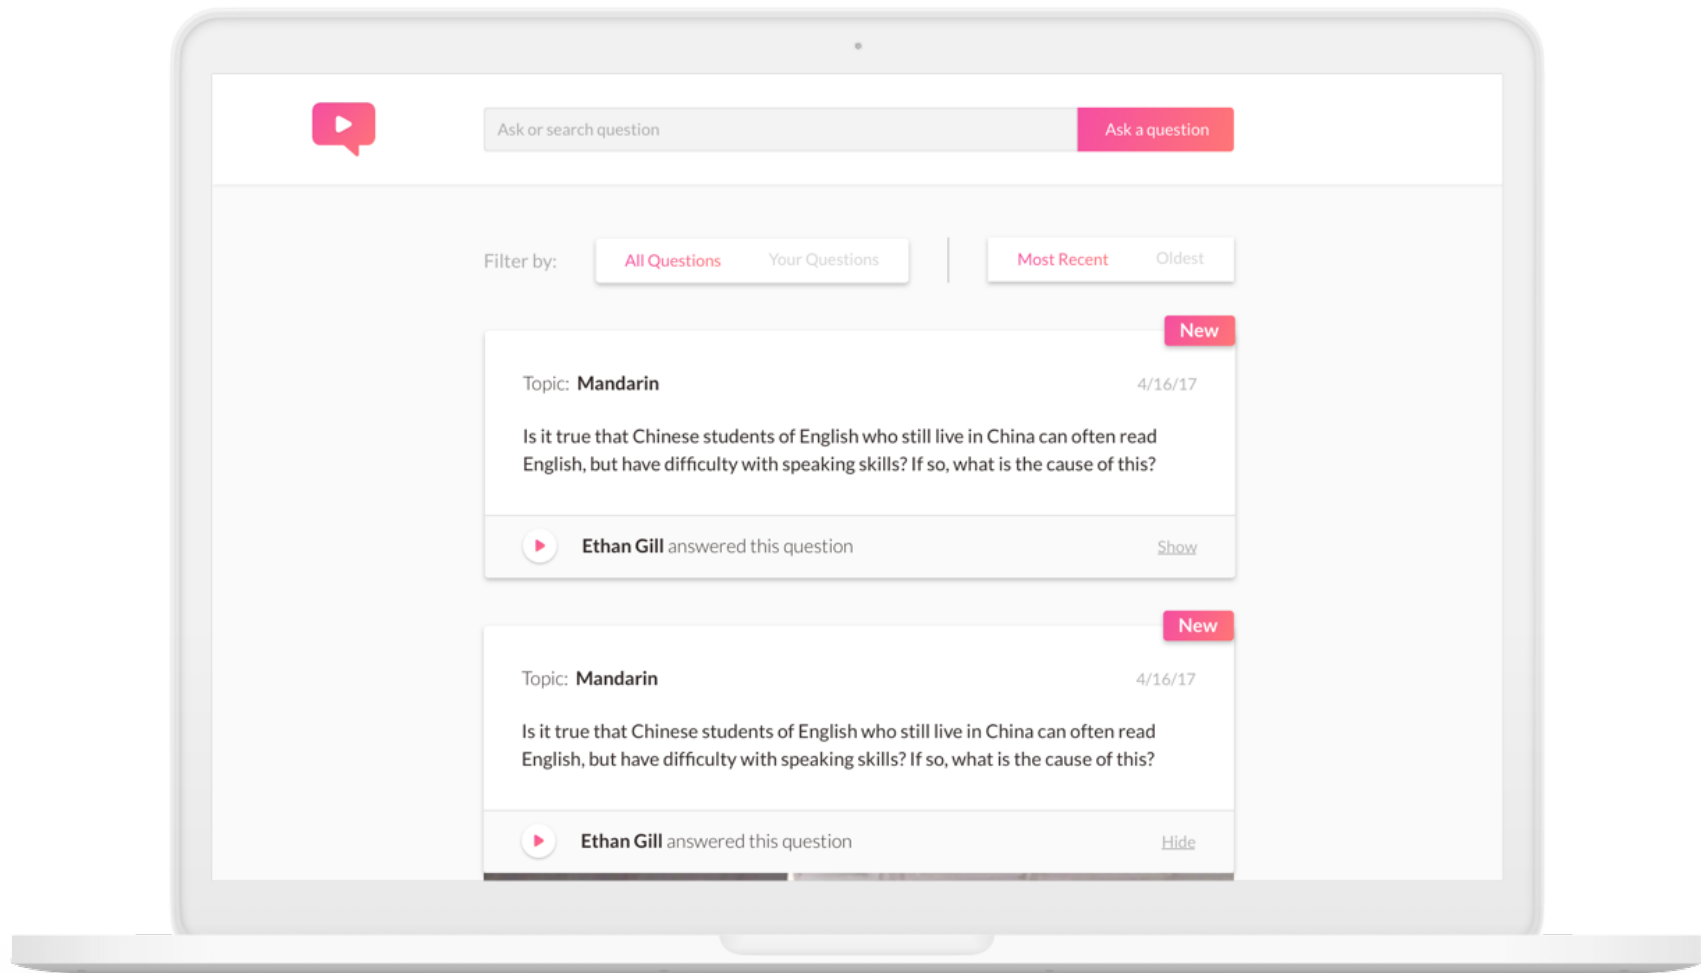 Ask or search question
Ask a question
Filter by:
All Questions
Your Questions
Most Recent
Oldest
New
Topic: Mandarin
4/16/17
Is it true that Chinese students of English who still live in China can often read
English, but have difficulty with speaking skills? If so, what is the cause of this?
Ethan Gill answered this question
Show
New
Topic: Mandarin
4/16/17
Is it true that Chinese students of English who still live in China can often read
English, but have difficulty with speaking skills? If so, what is the cause of this?
Ethan Gill answered this question
Hide